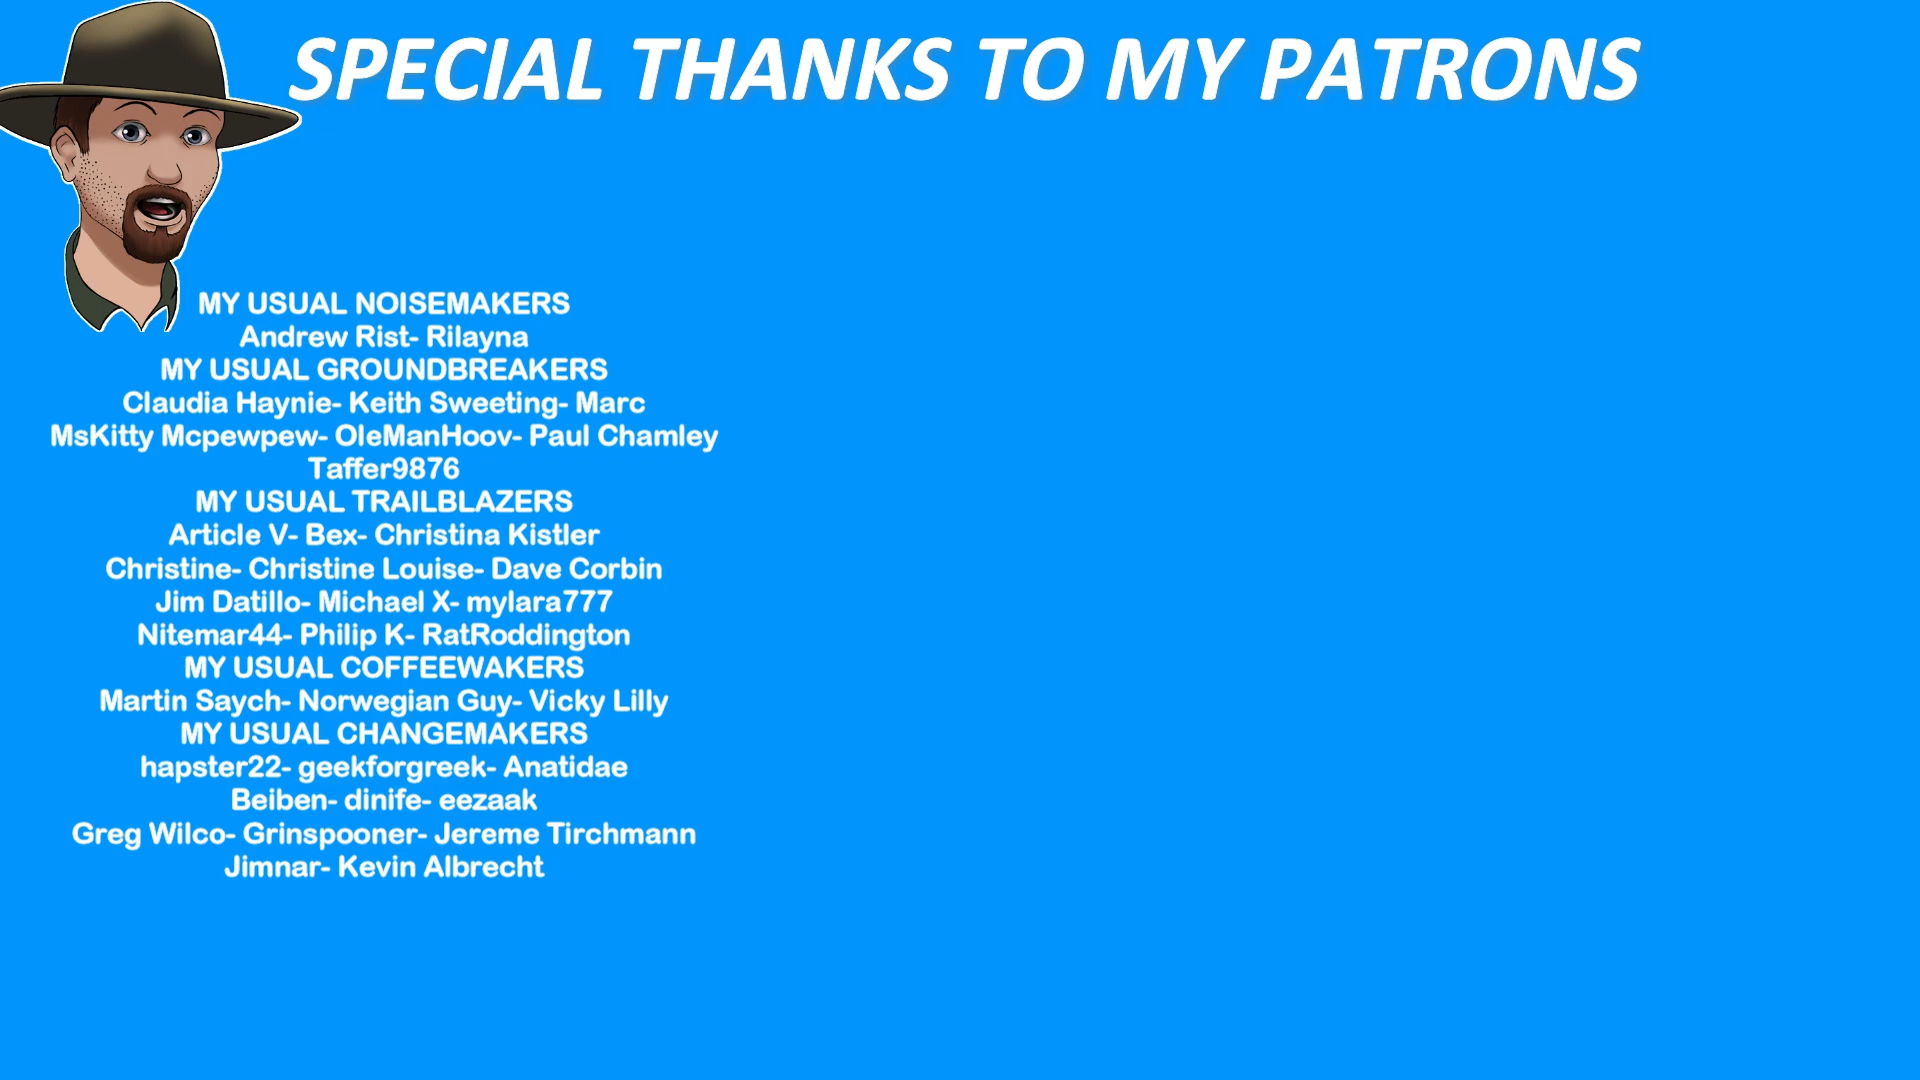 SPECIAL THANKS TO MY PATRONS
MY USUAL NOISEMAKERS
Andrew Rist- Rilayna
MY USUAL GROUNDBREAKERS
Claudia Haynie- Keith Sweeting- Marc
MsKitty Mcpewpew- OleManHoov- Paul Chamley
Taffer9876
MY USUAL TRAILBLAZERS
Article V- Bex- Christina Kistler
Christine- Christine Louise- Dave Corbin
Jim Datillo- Michael X- mylara777
Nitemar44- Philip K- RatRoddington
MY USUAL COFFEEWAKERS
Martin Saych- Norwegian Guy- Vicky Lilly
MY USUAL CHANGEMAKERS
hapster22- geekforgreek- Anatidae
Beiben- dinife- eezaak
Greg Wilco- Grinspooner- Jereme Tirchmann
Jimnar- Kevin Albrecht